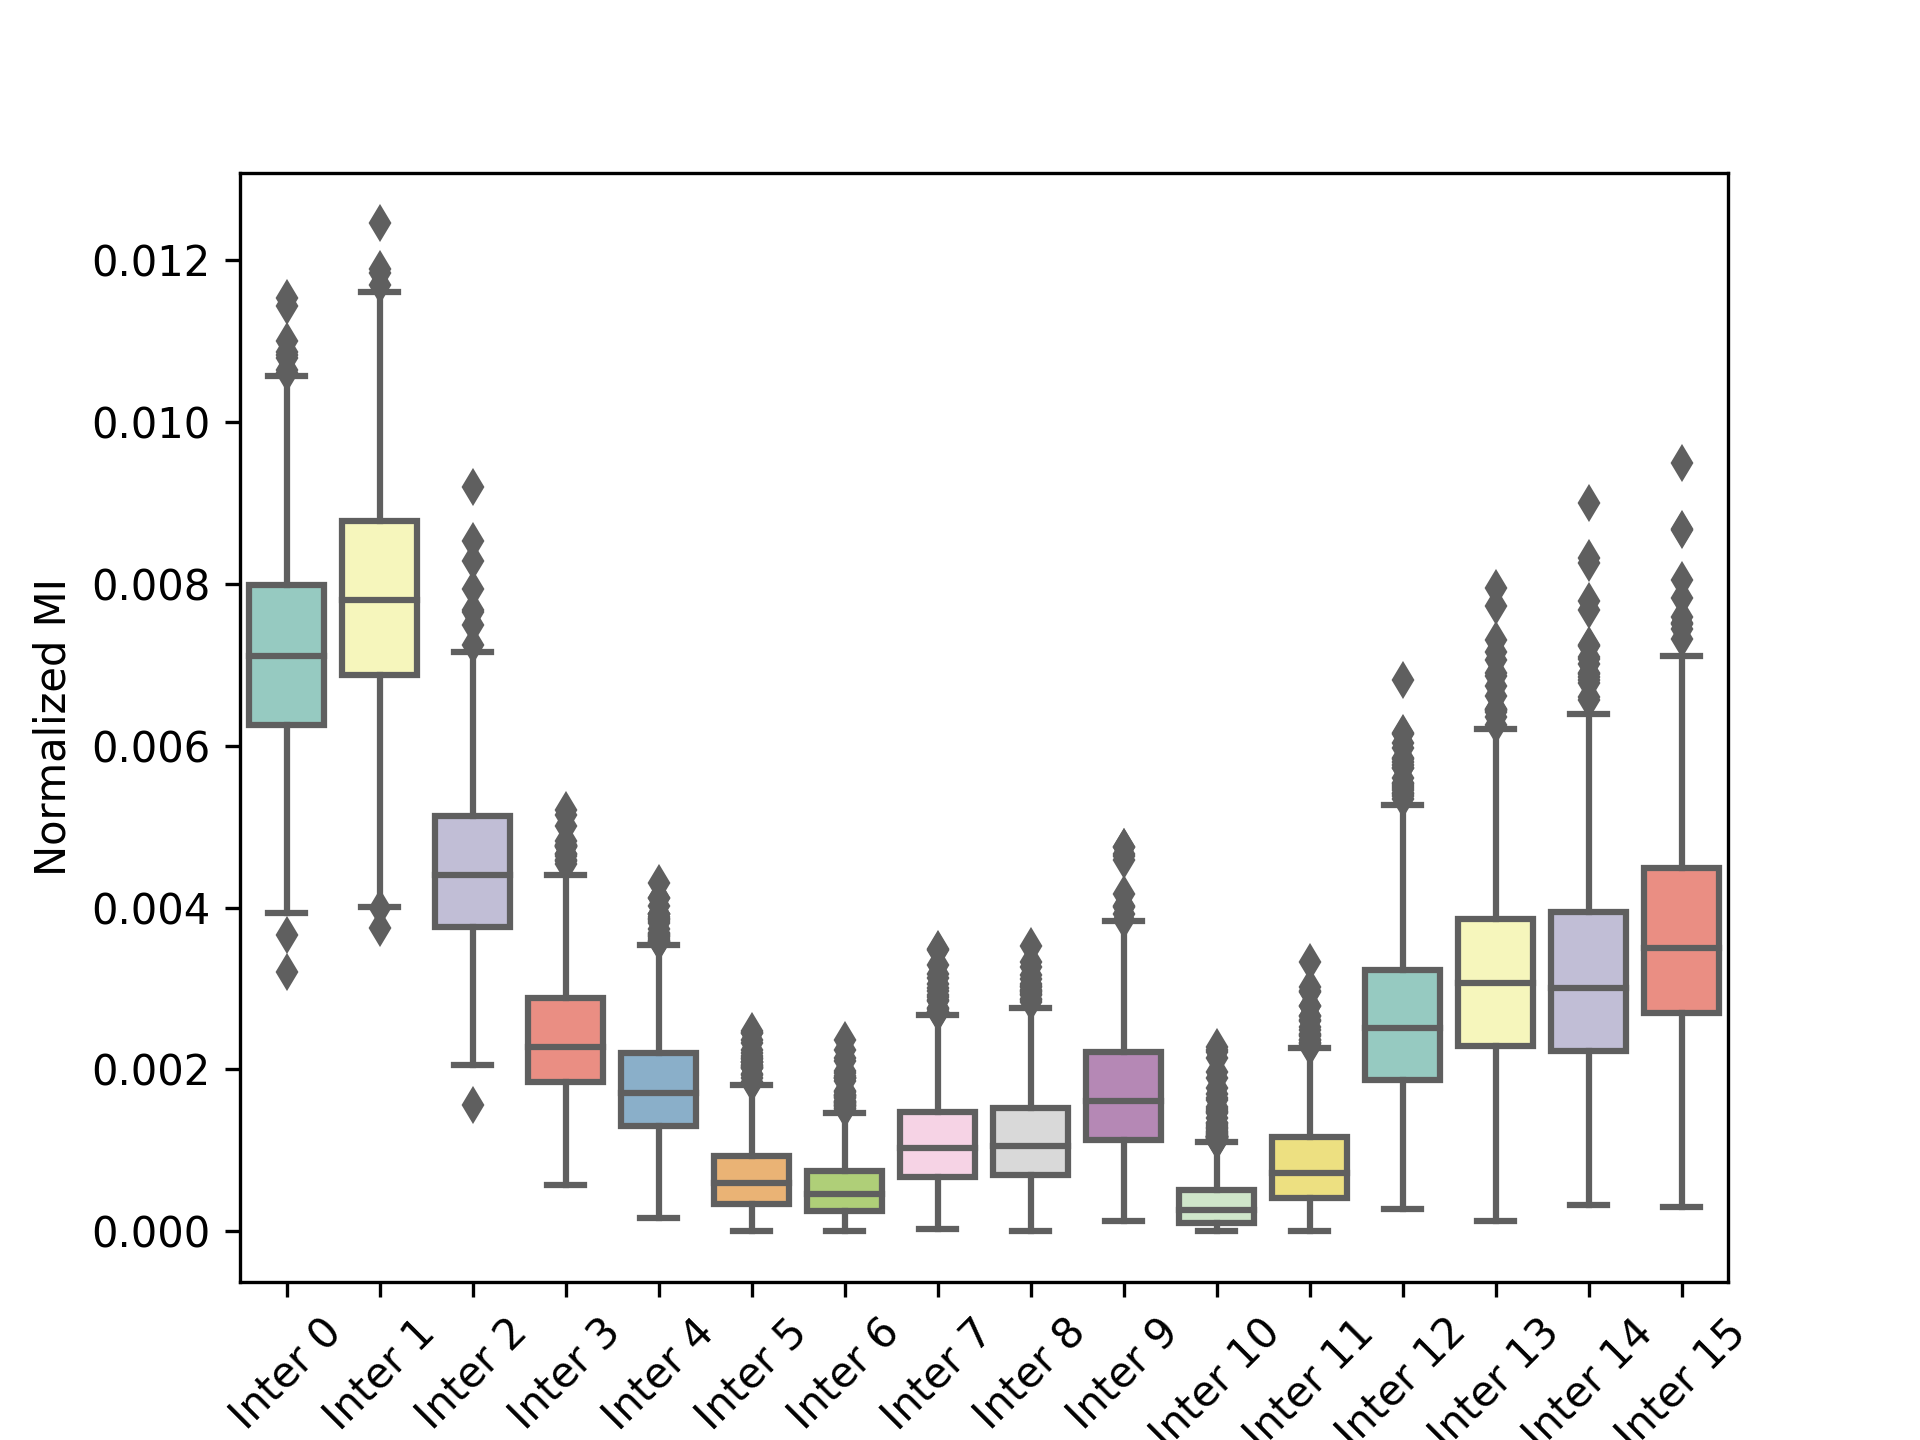 Normalized MI
0.012
0.010
0.008
0.006
0.004
0.002
0.000
Inter 0
Inter 1
Inter 2
Inter 3
Inter 4
Inter 5
Inter 6
Inter 7
Inter 8
Inter 9
Inter 10
Inter 11
Inter 12
Inter 13
Inter 14
Inter 15